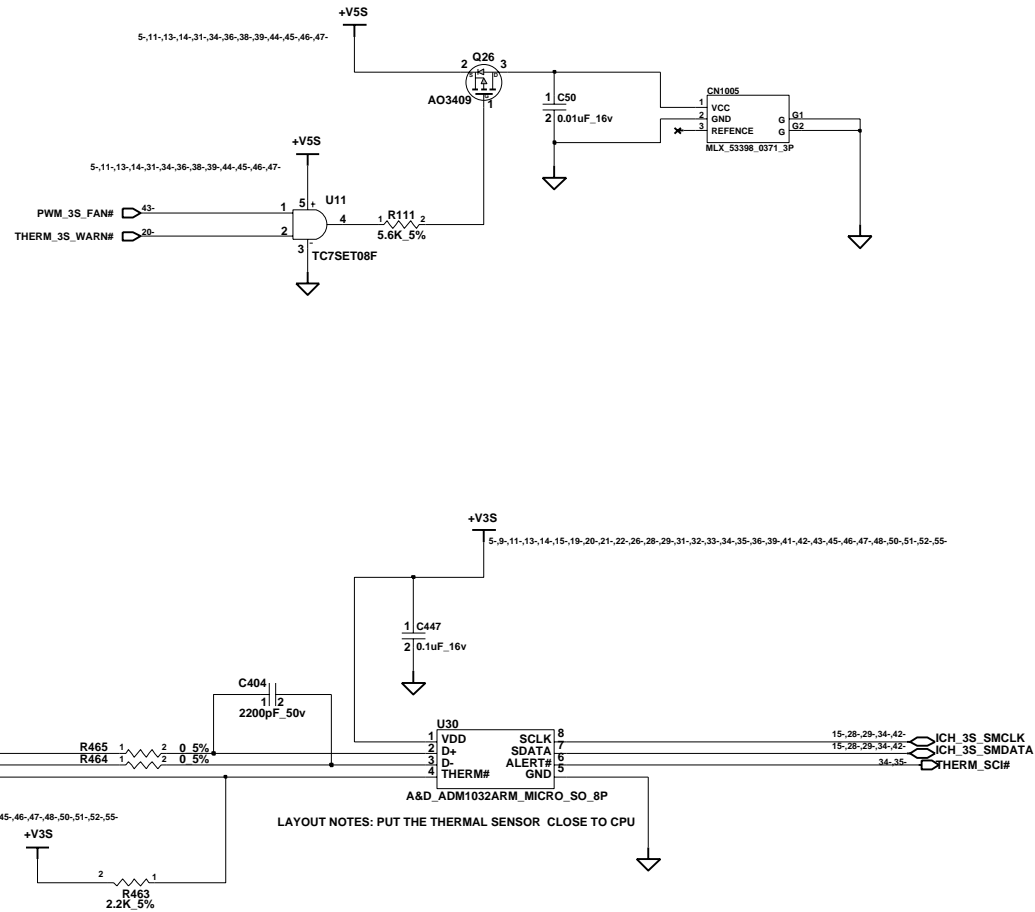 +V5S
5-,11-,13-,14-,31-,34-,36-,38-,39-,44-,45-,46-,47-
Q26
2 3
S D
G
1
AO3409
1 C50
2 0.01uF_16v
CN1005
1 VCC
2 GND G G1
3 REFENCE G G2
MLX_53398_0371_3P
+V5S
5-,11-,13-,14-,31-,34-,36-,38-,39-,44-,45-,46-,47-
U11
5 +
PWM_3S_FAN# 43- 1
4
1 R111 2
5.6K_5%
THERM_3S_WARN# 20- 2
3 -
TC7SET08F
+V3S
5-,9-,11-,13-,14-,15-,19-,20-,21-,22-,26-,28-,29-,31-,32-,33-,34-,35-,36-,39-,41-,42-,43-,45-,46-,47-,48-,50-,51-,52-,55-
1 C447
2 0.1uF_16v
C404
1 2
2200pF_50v
U30
R465 1 2 0_5%
R464 1 2 0_5%
1 VDD SCLK 8
2 D+ SDATA 7
3 D- ALERT# 6
4 THERM# GND 5
15-,28-,29-,34-,42- ICH_3S_SMCLK
15-,28-,29-,34-,42- ICH_3S_SMDATA
34-,35- THERM_SCI#
A&D_ADM1032ARM_MICRO_SO_8P
LAYOUT NOTES: PUT THE THERMAL SENSOR CLOSE TO CPU
45-,46-,47-,48-,50-,51-,52-,55-
+V3S
2 1
R463
2.2K_5%